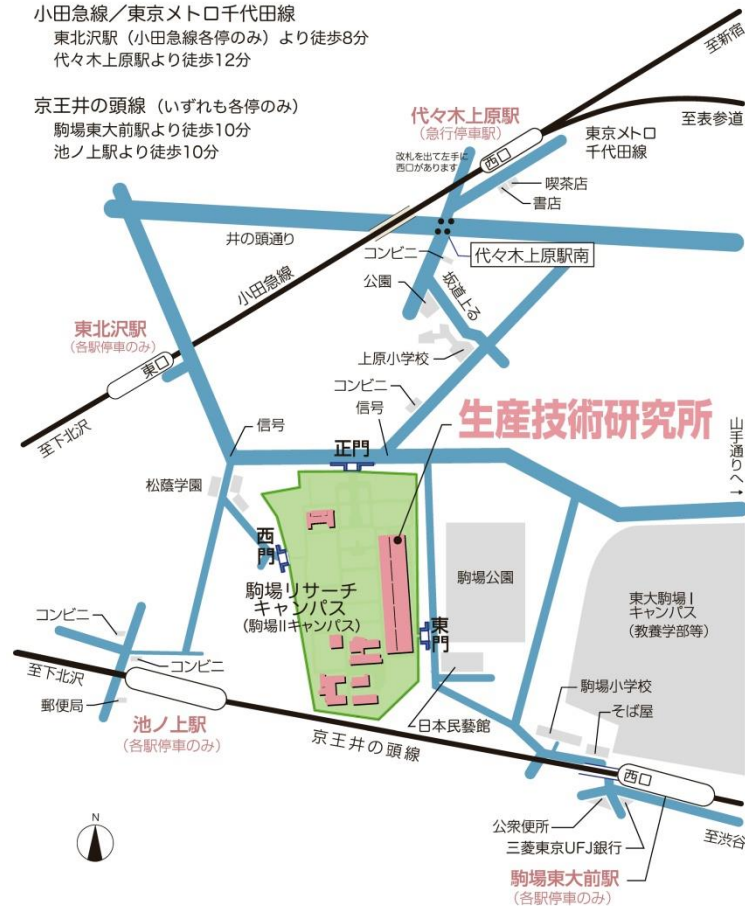 小田急線／東京メトロ千代田線
東北沢駅（小田急線各停のみ）より徒歩8分
代々木上原駅より徒歩12分
京王井の頭線（いずれも各停のみ）
駒場東大前駅より徒歩10分
池ノ上駅より徒歩10分
至新宿
代々木上原駅
（急行停車駅）
至表参道
東京メトロ
千代田線
西口
改札を出て左手に
西口があります
喫茶店
書店
井の頭通り
小田急線
コンビニ
代々木上原駅南
公園
坂道上る
東北沢駅
（各駅停車のみ）
東口
上原小学校
コンビニ
至下北沢
信号
信号
生産技術研究所
山手通りへ→
正門
松蔭学園
西門
駒場リサーチ
キャンパス
（駒場IIキャンパス）
駒場公園
東大駒場I
キャンパス
（教養学部等）
東門
コンビニ
コンビニ
至下北沢
郵便局
池ノ上駅
（各駅停車のみ）
京王井の頭線
日本民藝館
駒場小学校
そば屋
西口
公衆便所
三菱東京UFJ銀行
至渋谷
駒場東大前駅
（各駅停車のみ）
N